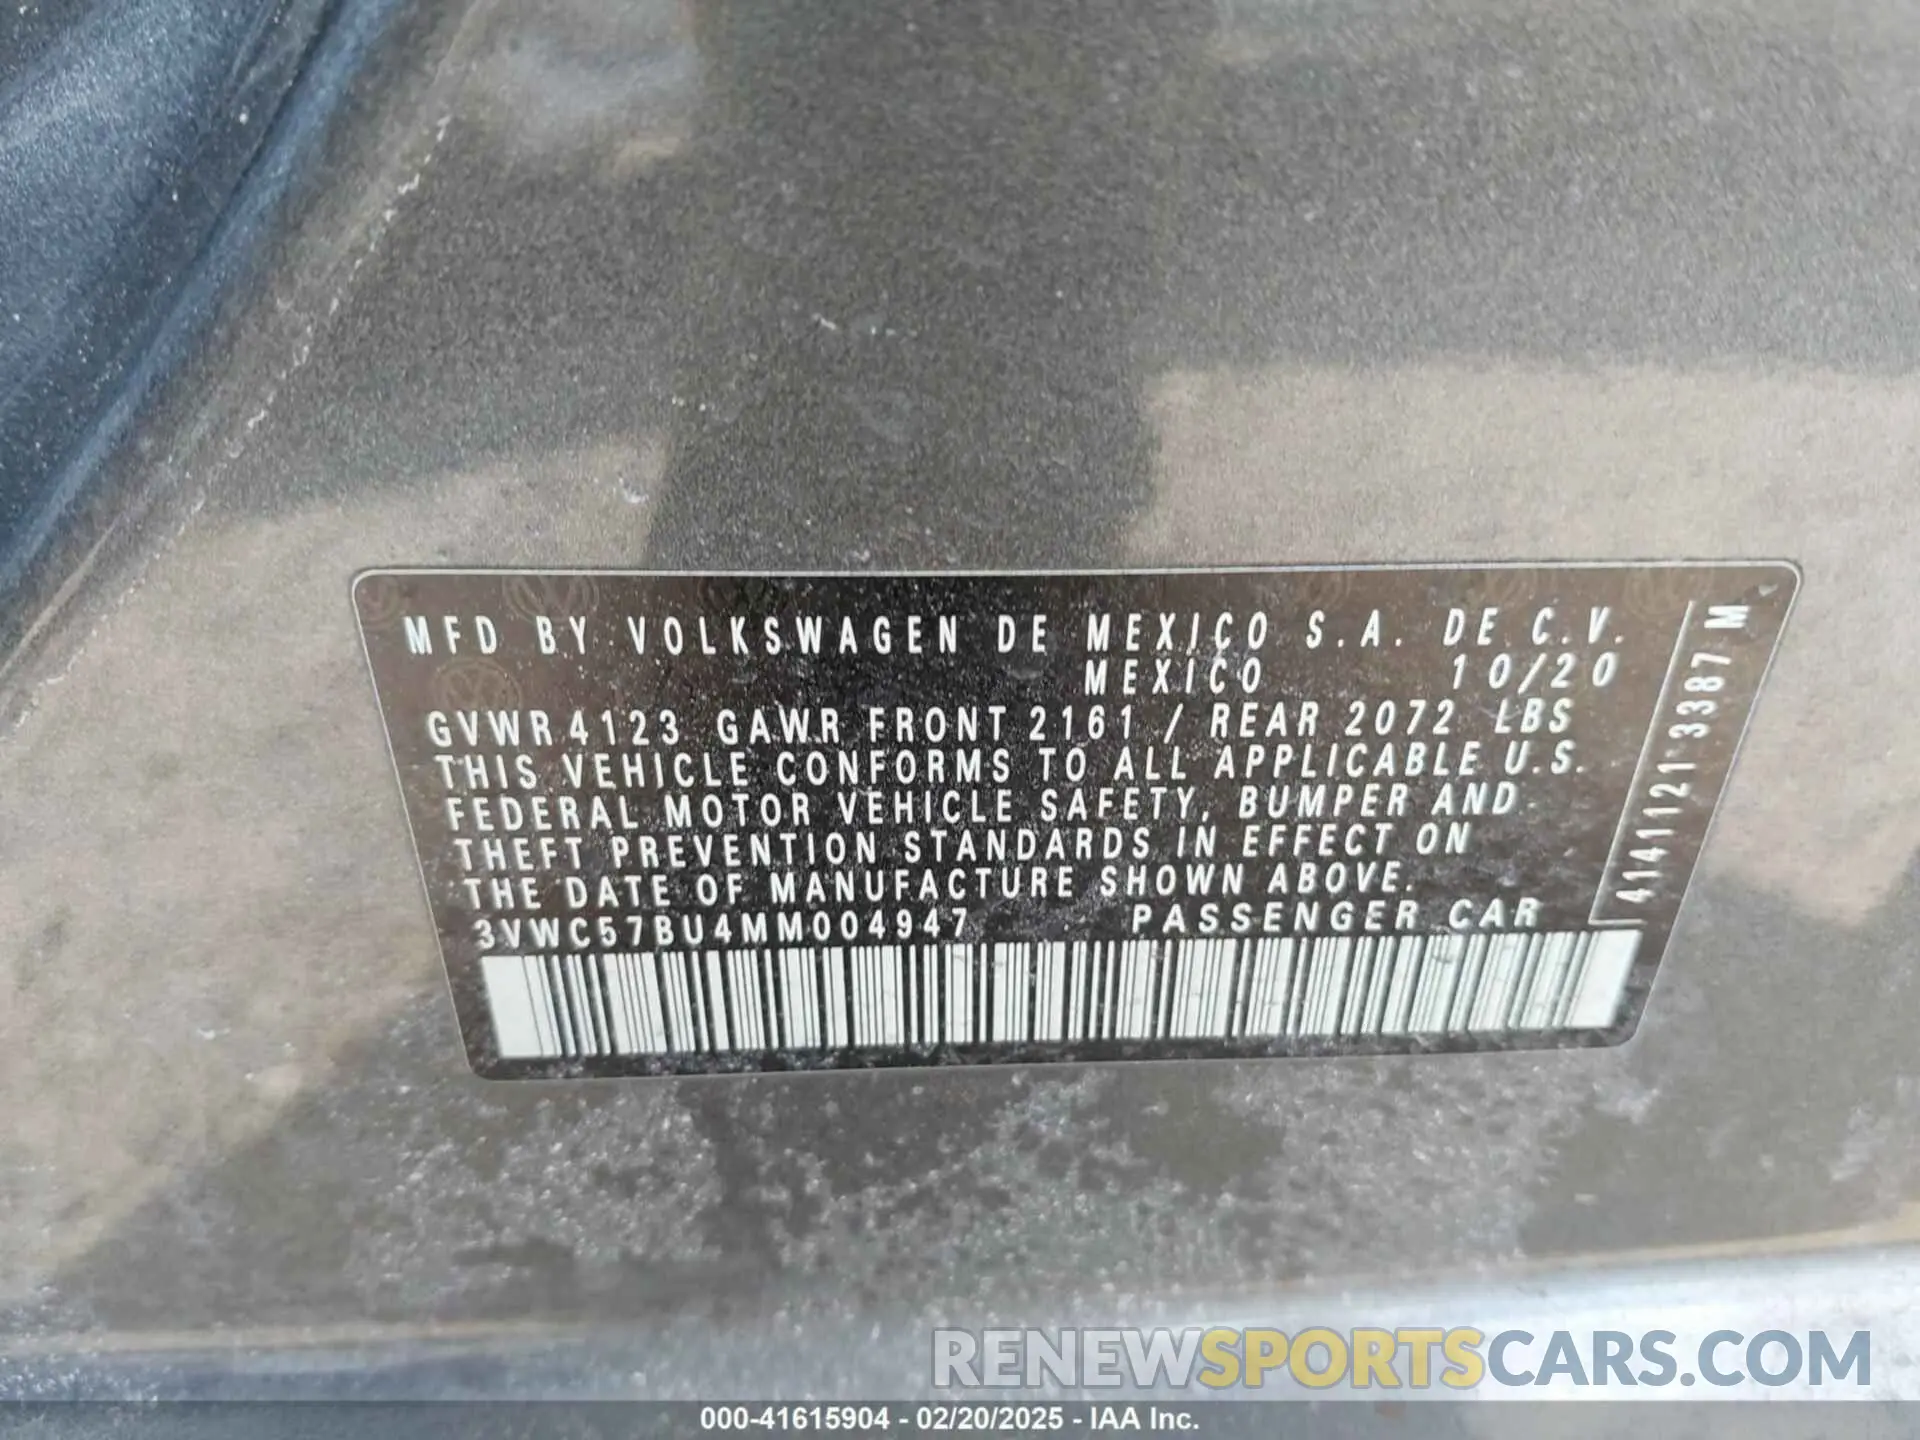 MFD BY VOLKSWAGEN DE MEXICO S.A. DE C.V.
MEXICO 10/20
GVWR 4123 GAWR FRONT 2161 / REAR 2072 LBS
THIS VEHICLE CONFORMS TO ALL APPLICABLE U.S.
FEDERAL MOTOR VEHICLE SAFETY, BUMPER AND
THEFT PREVENTION STANDARDS IN EFFECT ON
THE DATE OF MANUFACTURE SHOWN ABOVE.
3VWC57BU4MM004947 PASSENGER CAR
414112133​87 M
RENEWSPORTSCARS.COM
000-41615904 - 02/20/2025 - IAA Inc.